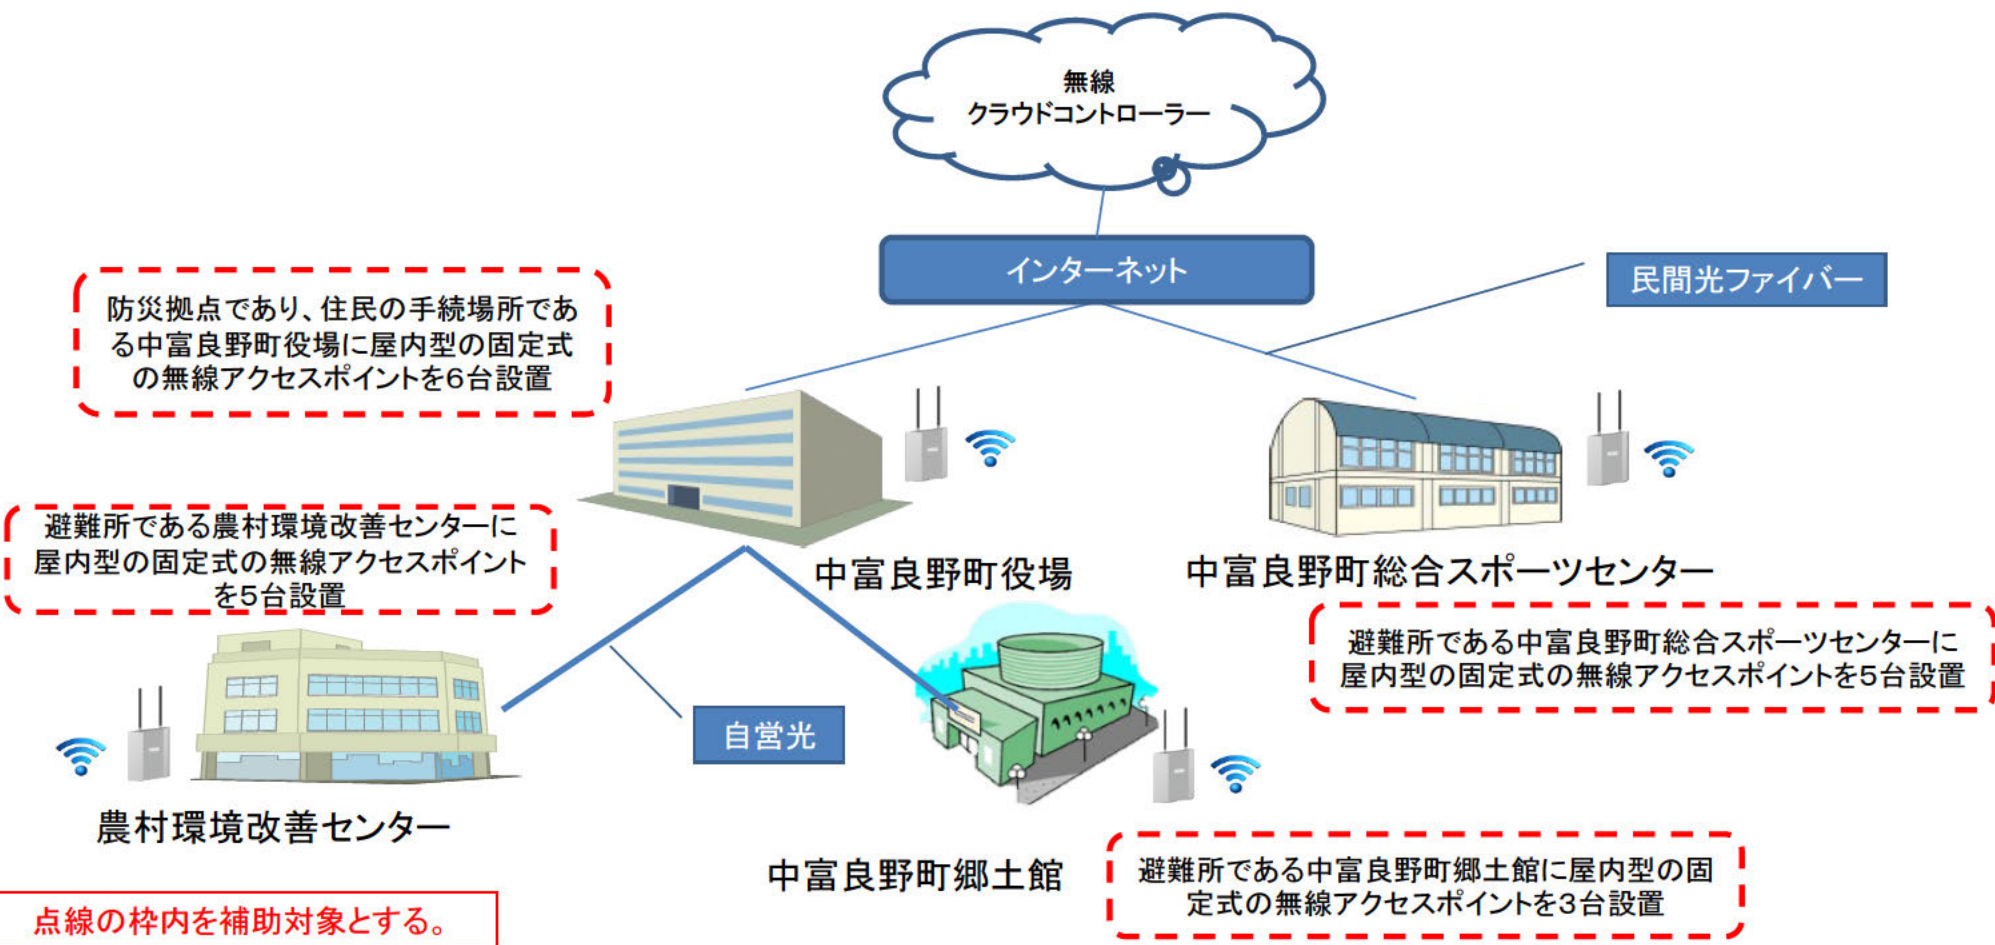 無線
クラウドコントローラー
インターネット
民間光ファイバー
防災拠点であり、住民の手続場所であ
る中富良野町役場に屋内型の固定式
の無線アクセスポイントを6台設置
避難所である農村環境改善センターに
屋内型の固定式の無線アクセスポイント
を5台設置
中富良野町役場
中富良野町総合スポーツセンター
避難所である中富良野町総合スポーツセンターに
屋内型の固定式の無線アクセスポイントを5台設置
自営光
農村環境改善センター
中富良野町郷土館
避難所である中富良野町郷土館に屋内型の固
定式の無線アクセスポイントを3台設置
点線の枠内を補助対象とする。